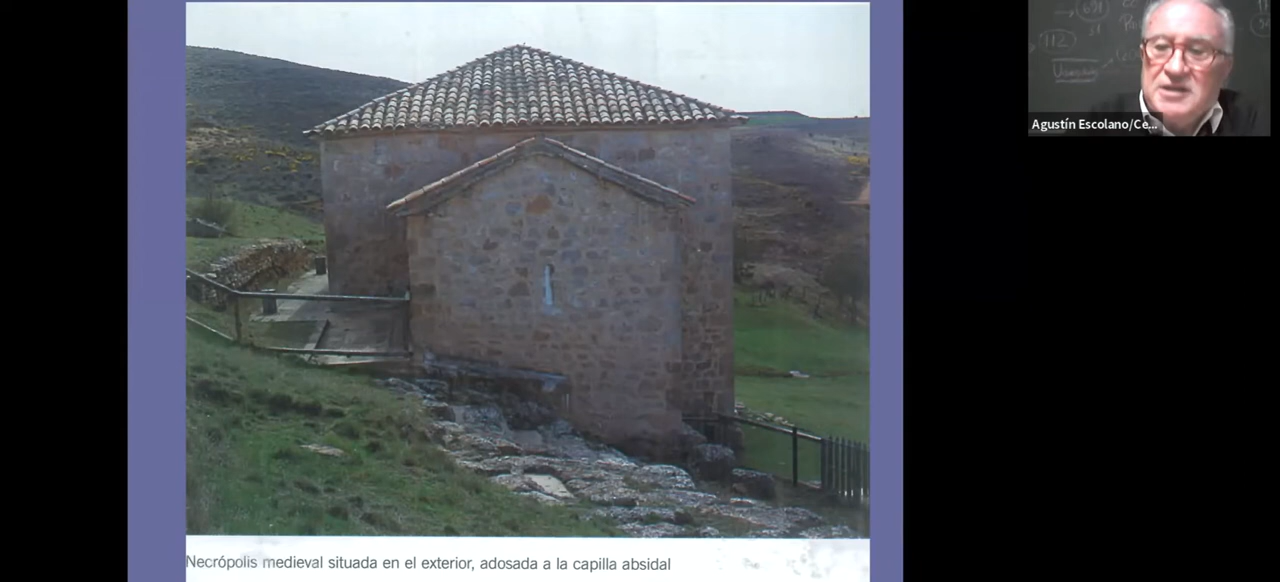 Agustín Escolano/Ce...
Necrópolis medieval situada en el exterior, adosada a la capilla absidal